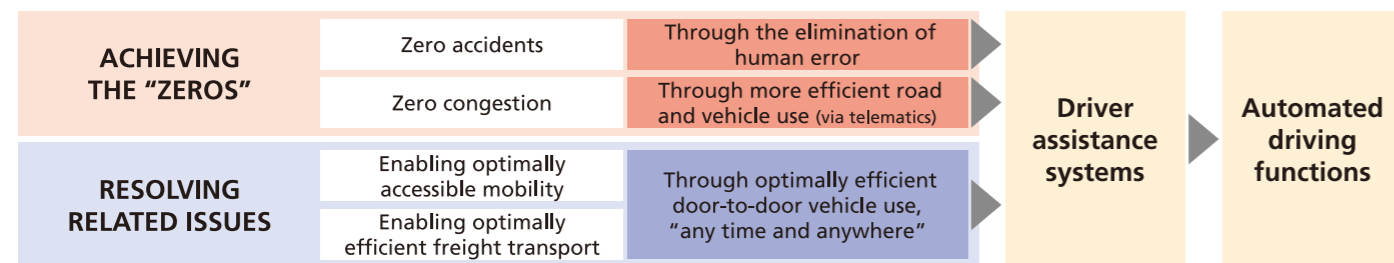 ACHIEVING
THE “ZEROS”
Zero accidents
Through the elimination of
human error
Zero congestion
Through more efficient road
and vehicle use (via telematics)
RESOLVING
RELATED ISSUES
Enabling optimally
accessible mobility
Enabling optimally
efficient freight transport
Through optimally efficient
door-to-door vehicle use,
“any time and anywhere”
Driver
assistance
systems
Automated
driving
functions